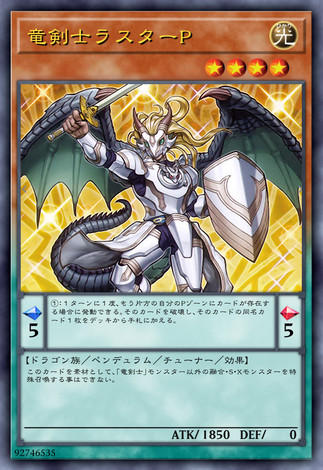 竜剣士ラスターP
光
①:1ターンに1度、もう片方の自分のPゾーンにカードが存在す
る場合に発動できる。そのカードを破壊し、そのカードの同名カ
ード1枚をデッキから手札に加える。
5
5
【ドラゴン族/ペンデュラム/チューナー/効果】
このカードを素材として、「竜剣士」モンスター以外の融合・S・Xモンスターを特
殊召喚する事はできない。
ATK/ 1850 DEF/ 0
92746535